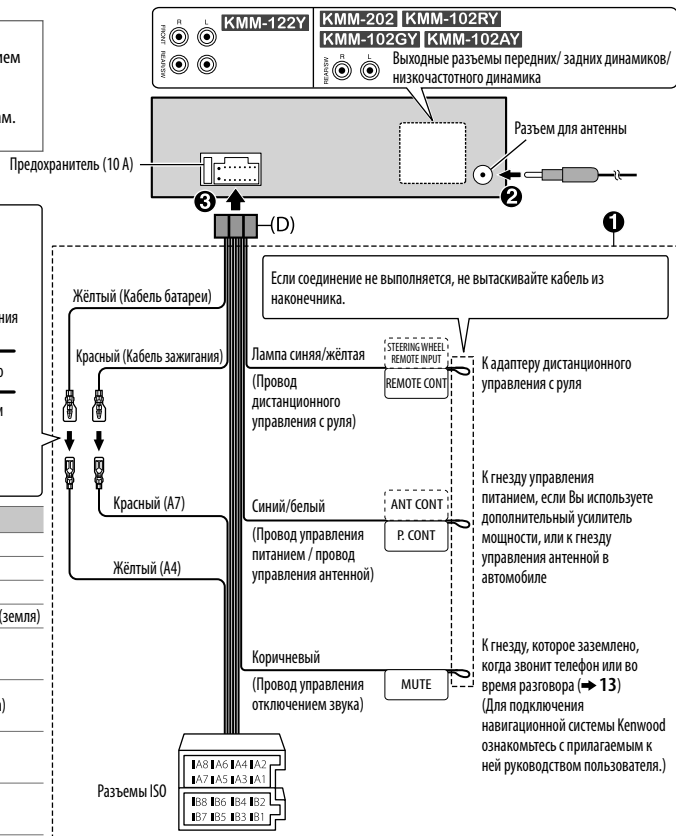 KMM-122Y
KMM-202 KMM-102RY
KMM-102GY KMM-102AY
FRONT
REAR/SW
R L
REAR/SW
R L
Выходные разъемы передних/ задних динамиков/
низкочастотного динамика
Разъем для антенны
Предохранитель (10 A)
3
2
1
(D)
Если соединение не выполняется, не вытаскивайте кабель из
наконечника.
Жёлтый (Кабель батареи)
Красный (Кабель зажигания)
Лампа синяя/жёлтая
(Провод
дистанционного
управления с руля)
STEERING WHEEL
REMOTE INPUT
REMOTE CONT
К адаптеру дистанционного
управления с руля
Красный (A7)
Жёлтый (A4)
Синий/белый
(Провод управления
питанием / провод
управления антенной)
ANT CONT
P. CONT
К гнезду управления
питанием, если Вы используете
дополнительный усилитель
мощности, или к гнезду
управления антенной в
автомобиле
Коричневый
(Провод управления
отключением звука)
MUTE
К гнезду, которое заземлено,
когда звонит телефон или во
время разговора (➜ 13)
(Для подключения
навигационной системы Kenwood
ознакомьтесь с прилагаемым к
ней руководством пользователя.)
Разъемы ISO
A8 A6 A4 A2
A7 A5 A3 A1
B8 B6 B4 B2
B7 B5 B3 B1
(земля)